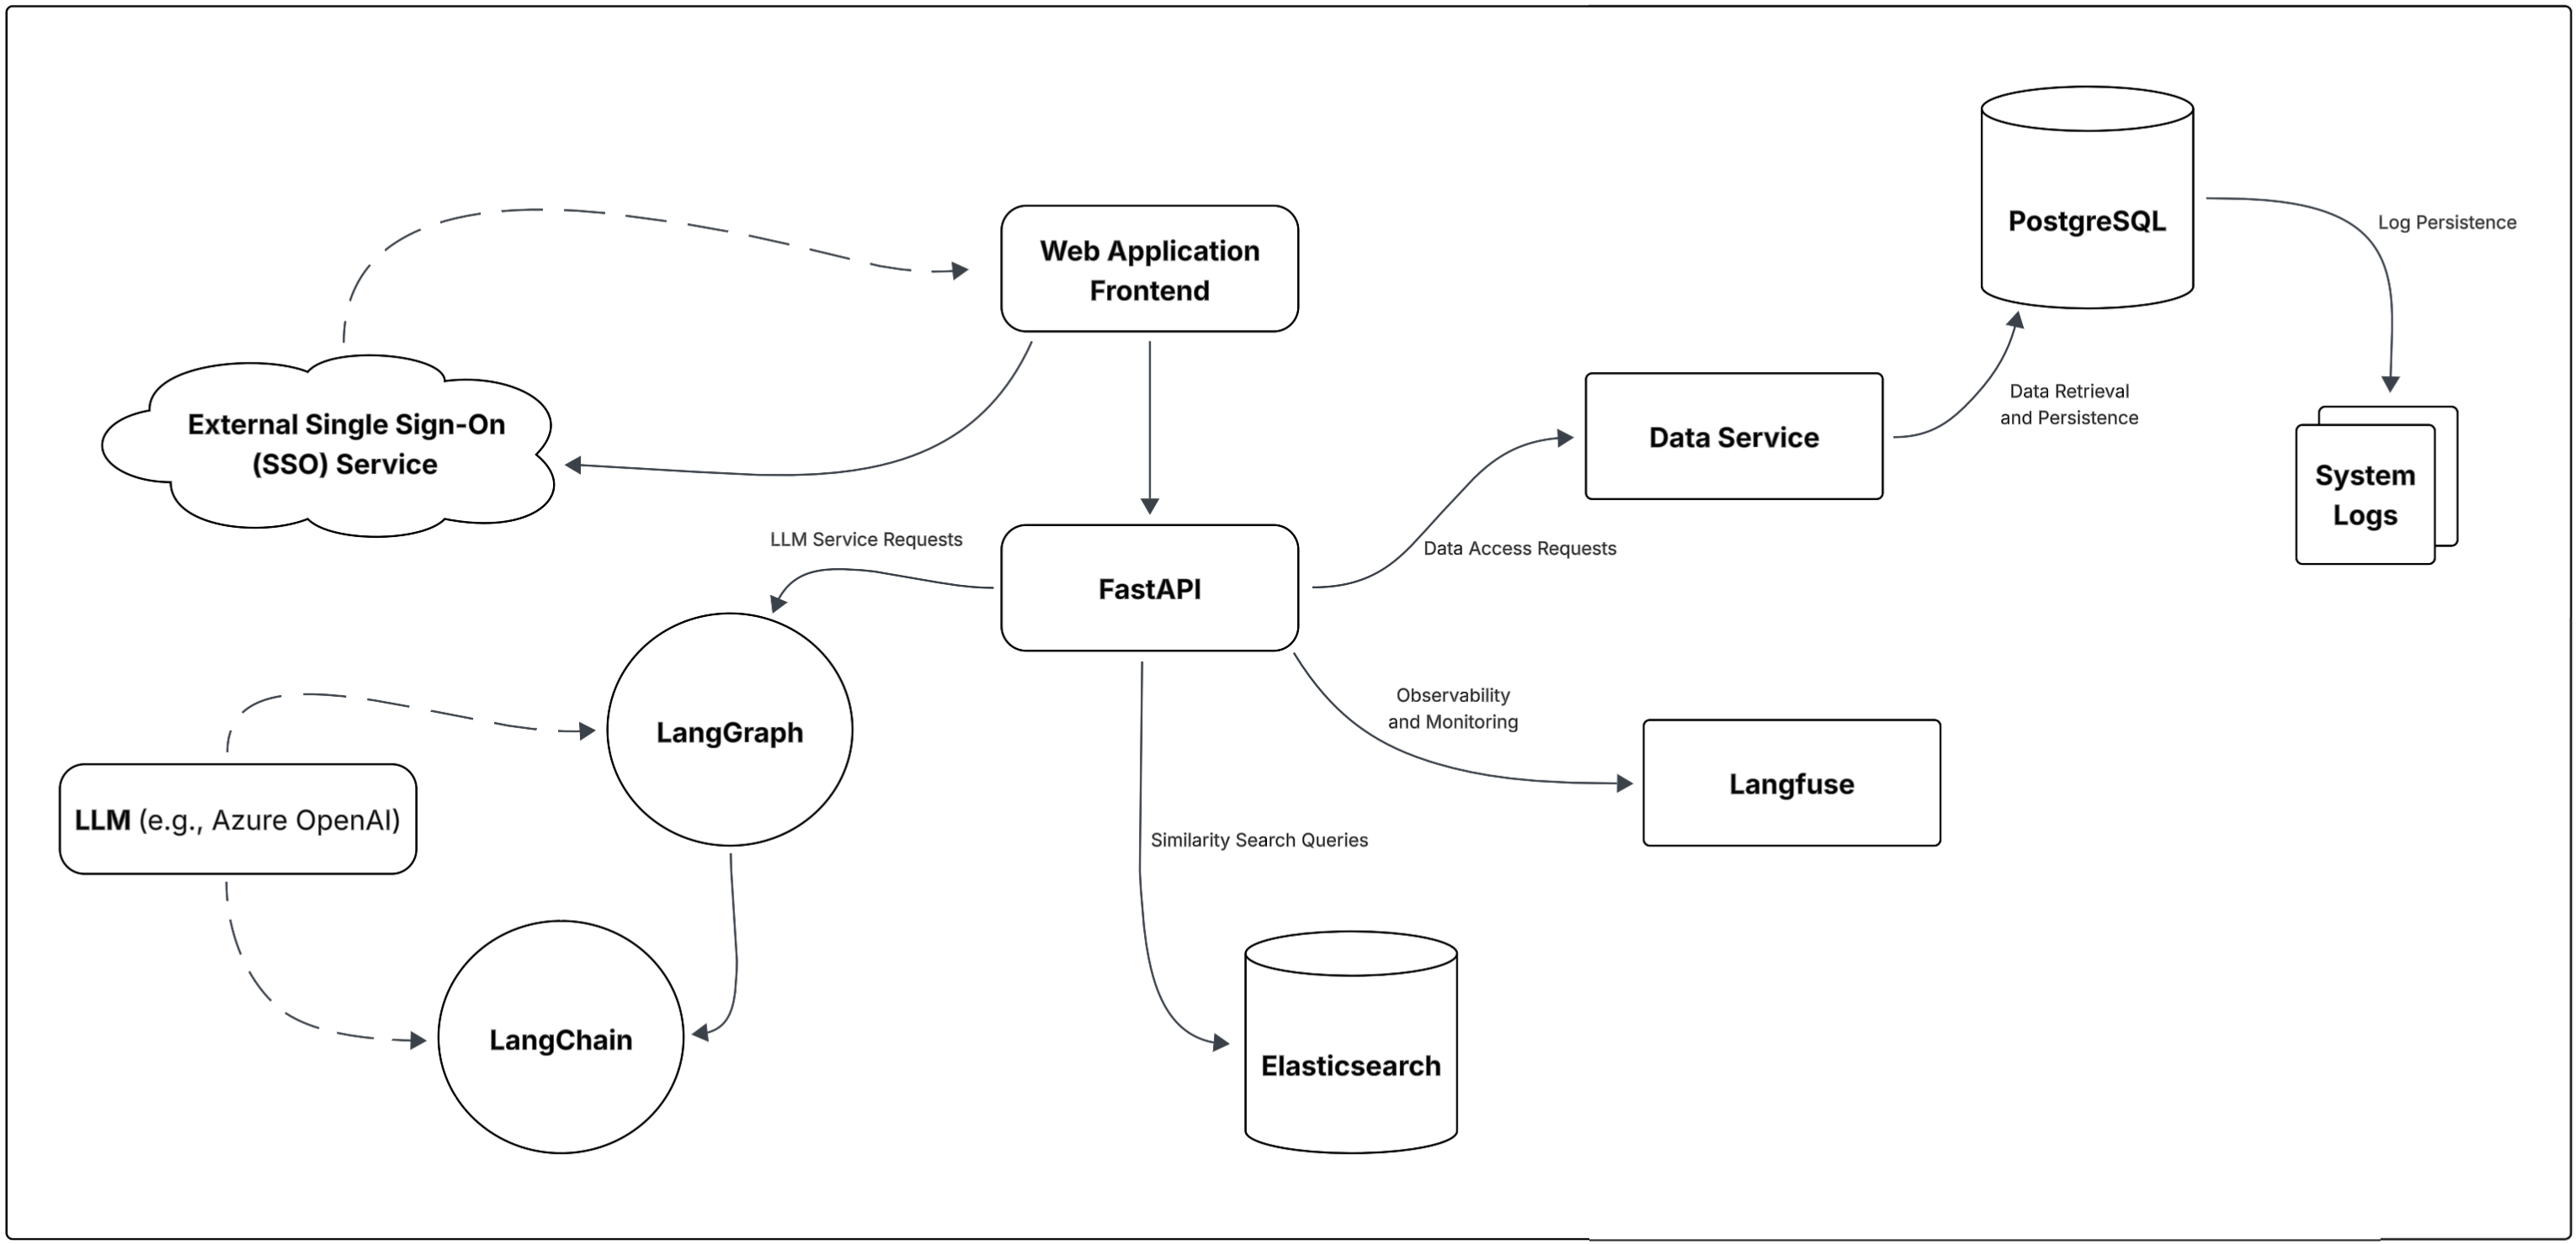 PostgreSQL
Log Persistence
Web Application
Frontend
External Single Sign-On
(SSO) Service
Data Service
Data Retrieval
and Persistence
System
Logs
LLM Service Requests
FastAPI
Data Access Requests
LangGraph
Observability
and Monitoring
Langfuse
LLM (e.g., Azure OpenAI)
Similarity Search Queries
LangChain
Elasticsearch